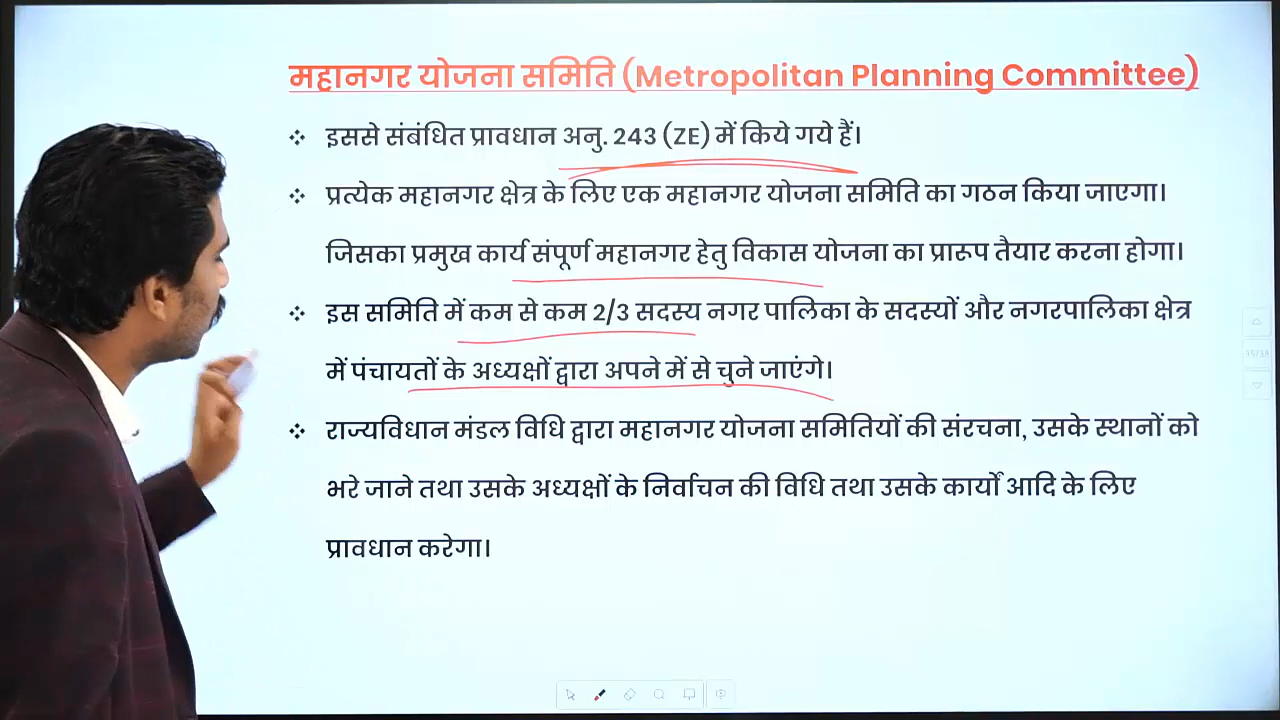 महानगर योजना समिति (Metropolitan Planning Committee)
❖ इससे संबंधित प्रावधान अनु. 243 (ZE) में किये गये हैं।
❖ प्रत्येक महानगर क्षेत्र के लिए एक महानगर योजना समिति का गठन किया जाएगा।
जिसका प्रमुख कार्य संपूर्ण महानगर हेतु विकास योजना का प्रारूप तैयार करना होगा।
❖ इस समिति में कम से कम 2/3 सदस्य नगर पालिका के सदस्यों और नगरपालिका क्षेत्र
में पंचायतों के अध्यक्षों द्वारा अपने में से चुने जाएंगे।
❖ राज्यविधान मंडल विधि द्वारा महानगर योजना समितियों की संरचना, उसके स्थानों को
भरे जाने तथा उसके अध्यक्षों के निर्वाचन की विधि तथा उसके कार्यों आदि के लिए
प्रावधान करेगा।